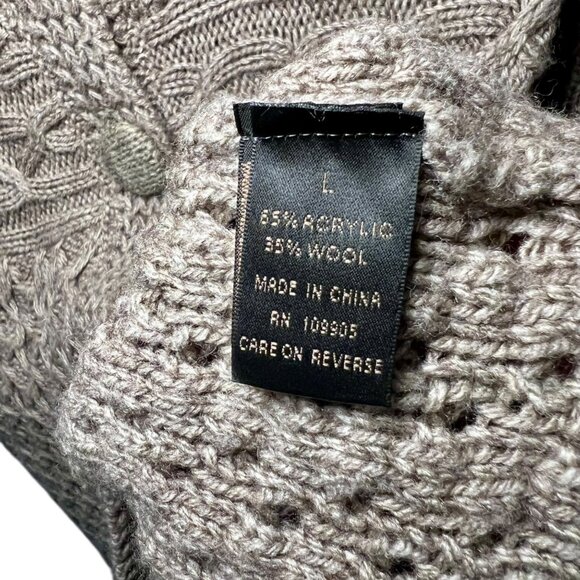 L
65% ACRYLIC
35% WOOL
MADE IN CHINA
RN 109905
CARE ON REVERSE